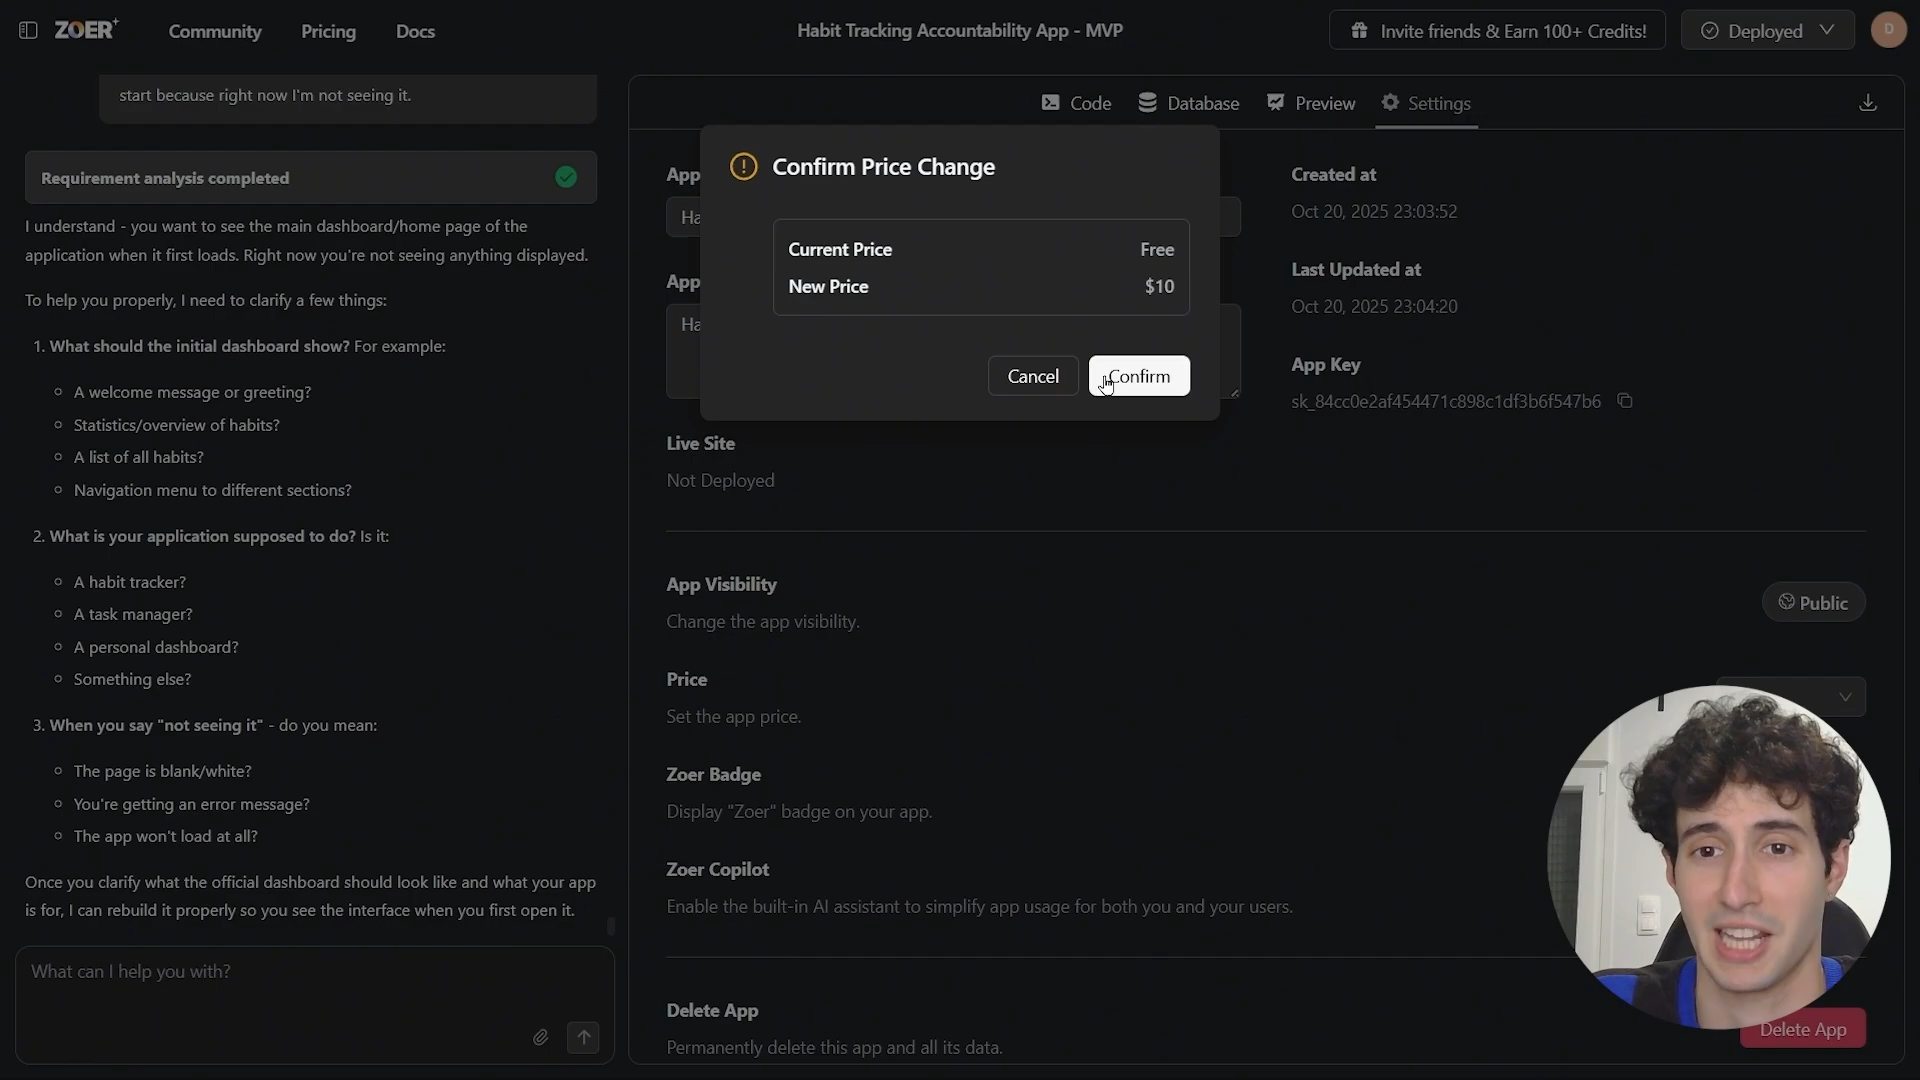 ZOER+
Community
Pricing
Docs
Habit Tracking Accountability App - MVP
Invite friends & Earn 100+ Credits!
Deployed
D
start because right now I'm not seeing it.
Requirement analysis completed
I understand - you want to see the main dashboard/home page of the
application when it first loads. Right now you're not seeing anything displayed.
To help you properly, I need to clarify a few things:
1. What should the initial dashboard show? For example:
A welcome message or greeting?
Statistics/overview of habits?
A list of all habits?
Navigation menu to different sections?
2. What is your application supposed to do? Is it:
A habit tracker?
A task manager?
A personal dashboard?
Something else?
3. When you say "not seeing it" - do you mean:
The page is blank/white?
You're getting an error message?
The app won't load at all?
Once you clarify what the official dashboard should look like and what your app
is for, I can rebuild it properly so you see the interface when you first open it.
What can I help you with?
Code
Database
Preview
Settings
Confirm Price Change
Current Price Free
New Price $10
Cancel
Confirm
App
Ha
App
Ha
Live Site
Not Deployed
Created at
Oct 20, 2025 23:03:52
Last Updated at
Oct 20, 2025 23:04:20
App Key
sk_84cc0e2af454471c898c1df3b6f547b6
App Visibility
Change the app visibility.
Public
Price
Set the app price.
Zoer Badge
Display "Zoer" badge on your app.
Zoer Copilot
Enable the built-in AI assistant to simplify app usage for both you and your users.
Delete App
Permanently delete this app and all its data.
Delete App